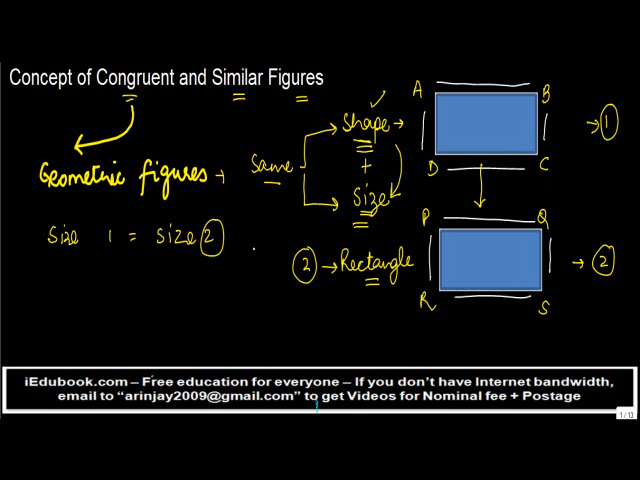 Concept of Congruent and Similar Figures
A B
Shape → → 1
D C
Geometric figures → Same +
Size
P Q
Size 1 = Size 2
2 → Rectangle → 2
R S
iEdubook.com – Free education for everyone – If you don't have Internet bandwidth,
email to “arinjay2009@gmail.com” to get Videos for Nominal fee + Postage
1 / 13